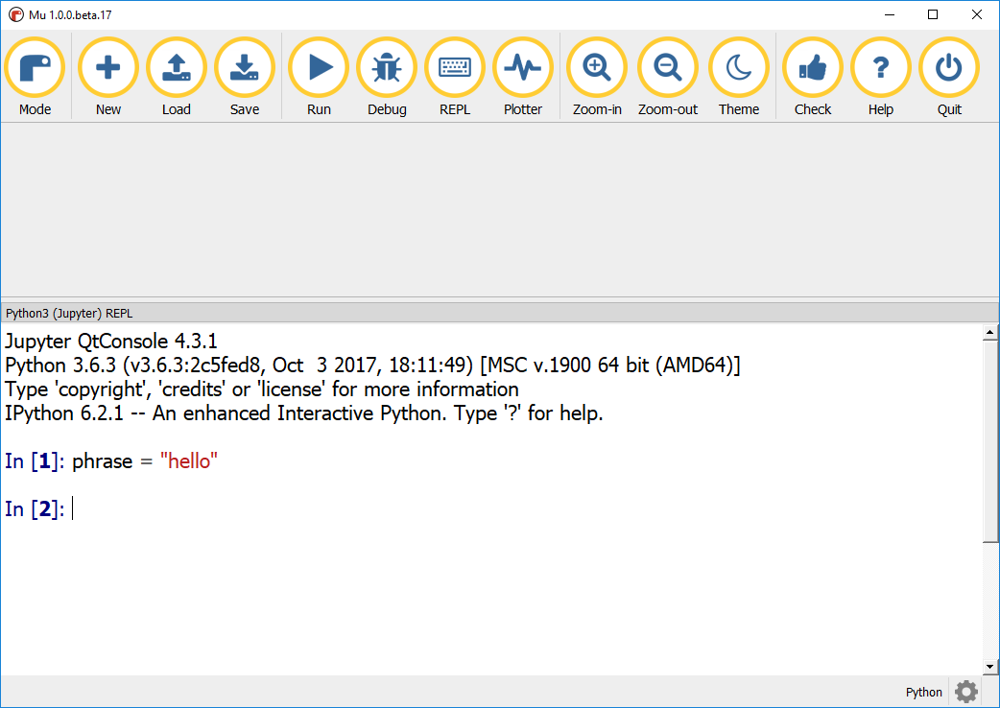 Mu 1.0.0.beta.17
Mode New Load Save Run Debug REPL Plotter Zoom-in Zoom-out Theme Check Help Quit
Python3 (Jupyter) REPL
Jupyter QtConsole 4.3.1
Python 3.6.3 (v3.6.3:2c5fed8, Oct  3 2017, 18:11:49) [MSC v.1900 64 bit (AMD64)]
Type 'copyright', 'credits' or 'license' for more information
IPython 6.2.1 -- An enhanced Interactive Python. Type '?' for help.
In [1]: phrase = "hello"
In [2]:
Python